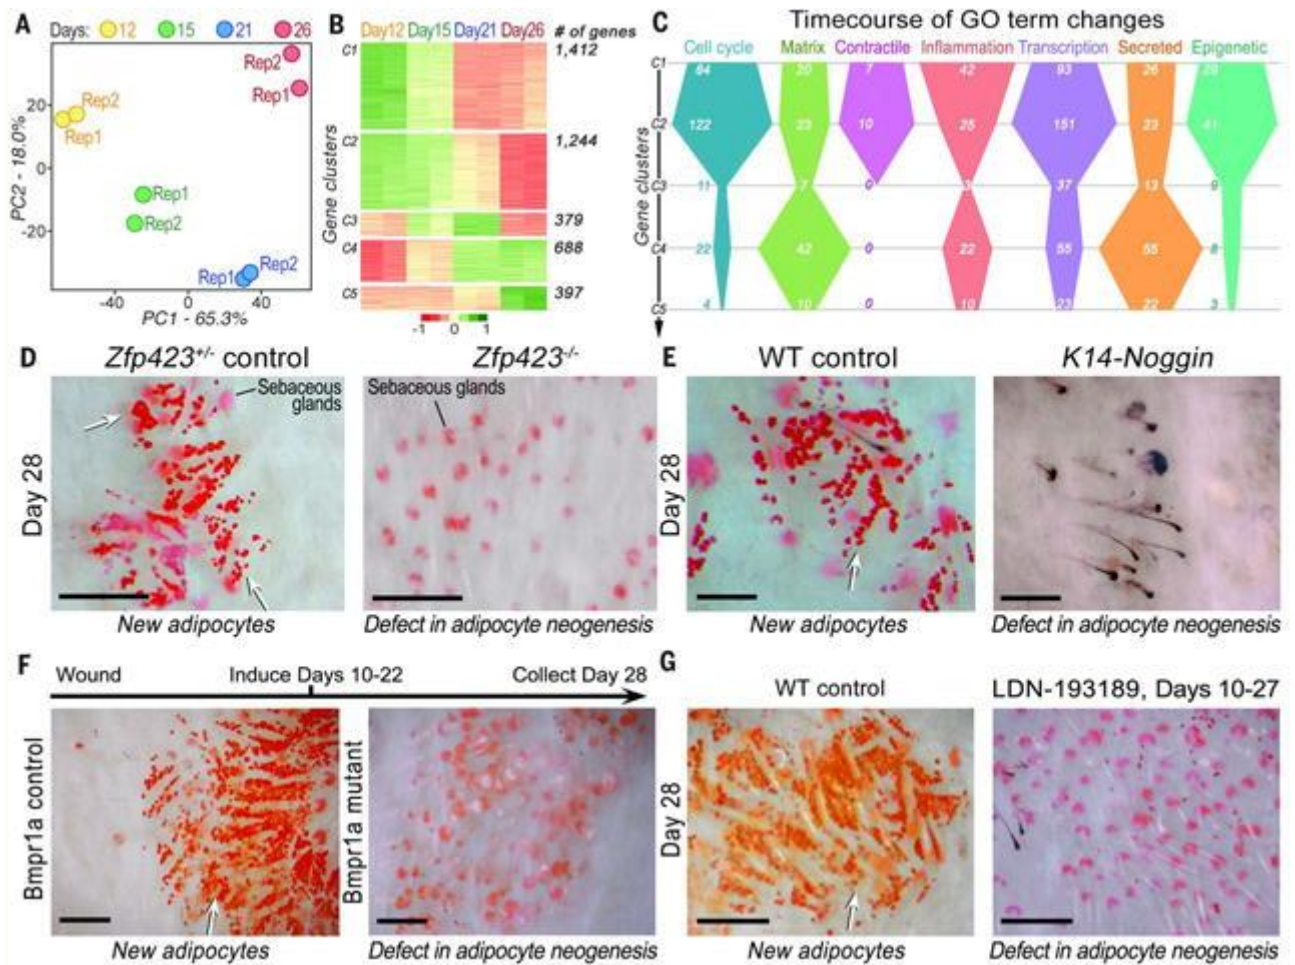 A
Days: 12 15 21 26
Rep2
Rep1
Rep2
Rep1
Rep1
Rep2
Rep1 Rep2
20
0
-20
PC2 - 18.0%
-40 0 40
PC1 - 65.3%
B
Day12 Day15 Day21 Day26 # of genes
C1 1,412
C2 1,244
C3 379
C4 688
C5 397
Gene clusters
-1 0 1
C
Timecourse of GO term changes
Cell cycle Matrix Contractile Inflammation Transcription Secreted Epigenetic
C1 64 20 7 42 93 26 29
C2 122 23 10 25 151 23 41
C3 11 7 0 3 37 13 9
C4 22 42 0 22 55 55 8
C5 4 10 0 10 23 22 3
Gene clusters
D
Zfp423+/- control
Zfp423-/-
Sebaceous glands
Sebaceous glands
Day 28
New adipocytes
Defect in adipocyte neogenesis
E
WT control
K14-Noggin
Day 28
New adipocytes
Defect in adipocyte neogenesis
F
Wound Induce Days 10-22 Collect Day 28
Bmpr1a control
Bmpr1a mutant
New adipocytes
Defect in adipocyte neogenesis
G
WT control
LDN-193189, Days 10-27
Day 28
New adipocytes
Defect in adipocyte neogenesis